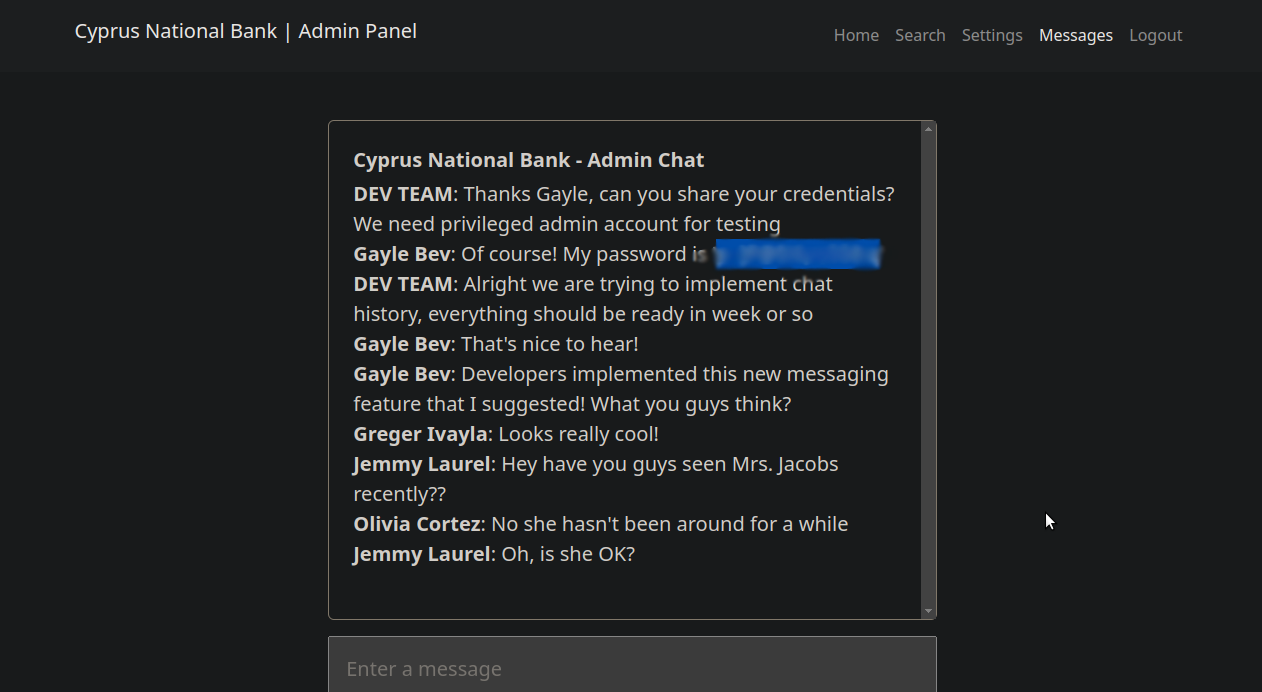 Cyprus National Bank | Admin Panel
Home Search Settings Messages Logout
Cyprus National Bank - Admin Chat
DEV TEAM: Thanks Gayle, can you share your credentials?
We need privileged admin account for testing
Gayle Bev: Of course! My password is
DEV TEAM: Alright we are trying to implement chat
history, everything should be ready in week or so
Gayle Bev: That's nice to hear!
Gayle Bev: Developers implemented this new messaging
feature that I suggested! What you guys think?
Greger Ivayla: Looks really cool!
Jemmy Laurel: Hey have you guys seen Mrs. Jacobs
recently??
Olivia Cortez: No she hasn't been around for a while
Jemmy Laurel: Oh, is she OK?
Enter a message